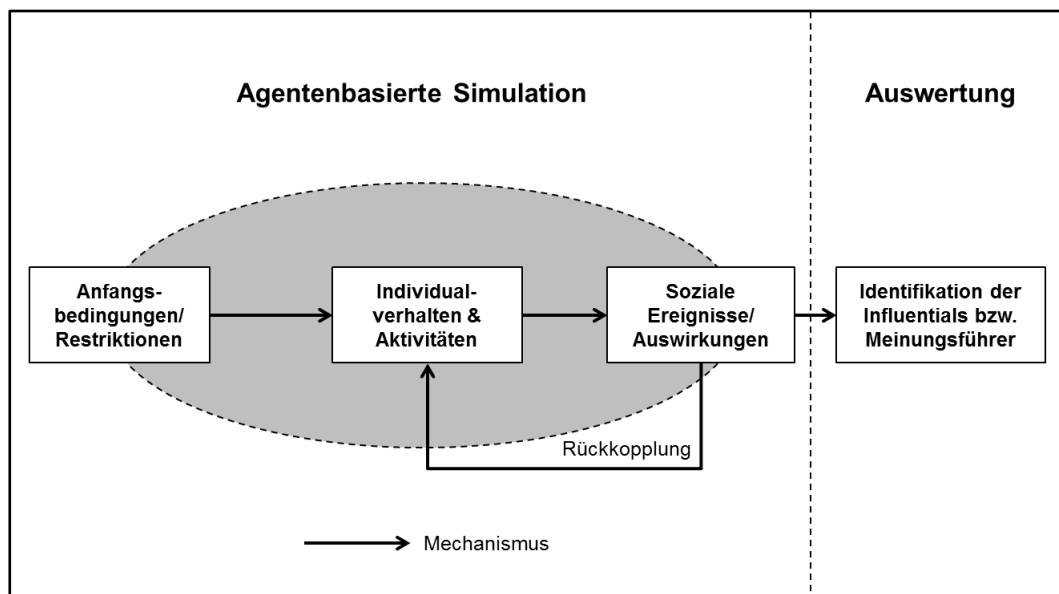 Agentenbasierte Simulation
Auswertung
Anfangs-
bedingungen/
Restriktionen
Individual-
verhalten &
Aktivitäten
Soziale
Ereignisse/
Auswirkungen
Identifikation der
Influentials bzw.
Meinungsführer
Rückkopplung
Mechanismus